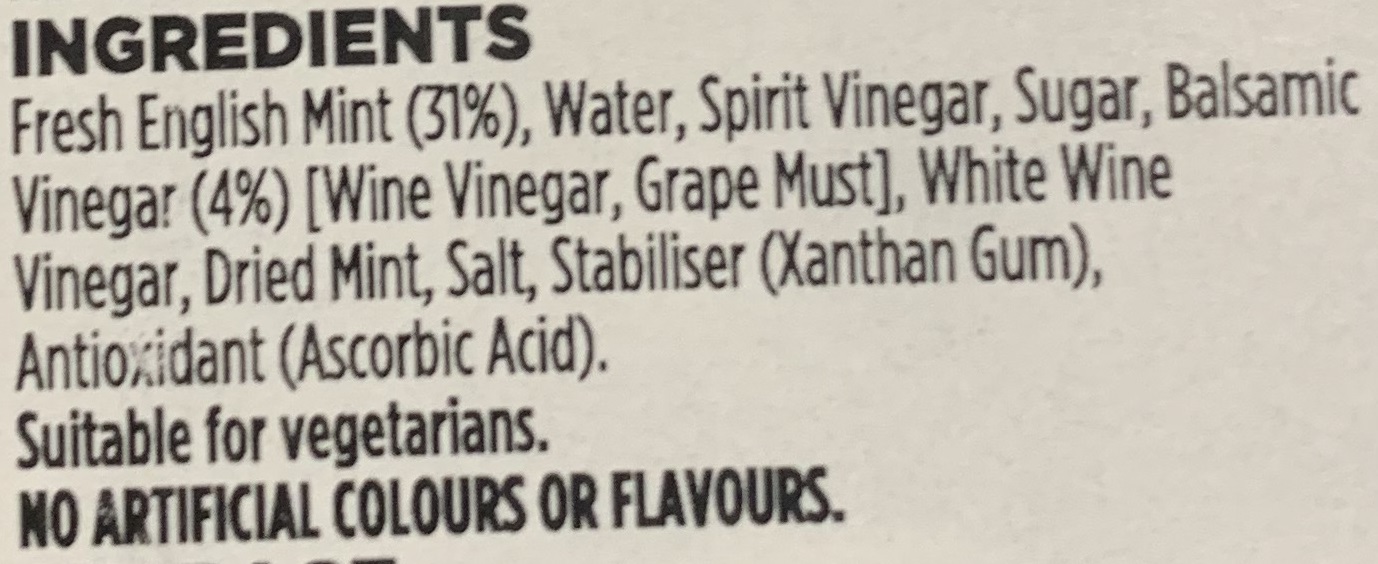 INGREDIENTS
Fresh English Mint (31%), Water, Spirit Vinegar, Sugar, Balsamic
Vinegar (4%) [Wine Vinegar, Grape Must], White Wine
Vinegar, Dried Mint, Salt, Stabiliser (Xanthan Gum),
Antioxidant (Ascorbic Acid).
Suitable for vegetarians.
NO ARTIFICIAL COLOURS OR FLAVOURS.